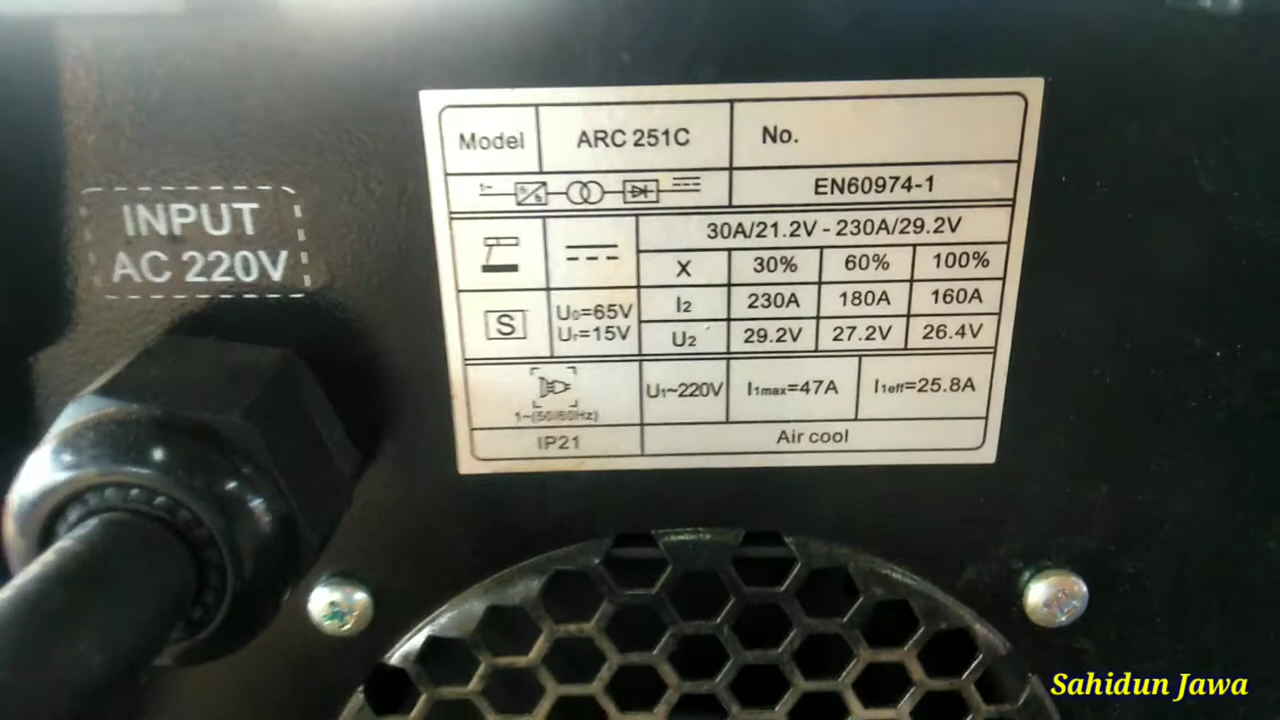 Model ARC 251C No.
1~ EN60974-1
30A/21.2V - 230A/29.2V
X 30% 60% 100%
I2 230A 180A 160A
S U0=65V Ur=15V
U2 29.2V 27.2V 26.4V
U1~220V I1max=47A I1eff=25.8A
1~(50/60Hz)
IP21 Air cool
INPUT
AC 220V
Sahidun Jawa